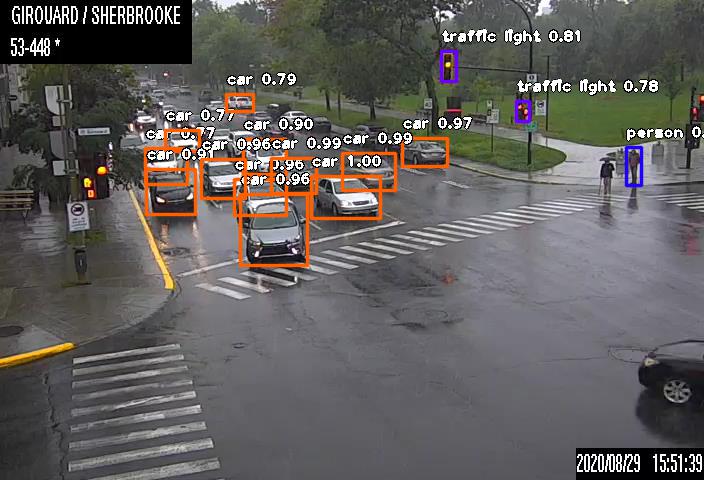 GIROUARD / SHERBROOKE
53-448 *
traffic light 0.81
car 0.79
traffic light 0.78
car 0.77
car 0.90
car 0.97
person 0.
car 0.96
car 0.99
car 0.99
car 1.00
car 0.96
car 0.96
2020/08/29 15:51:39